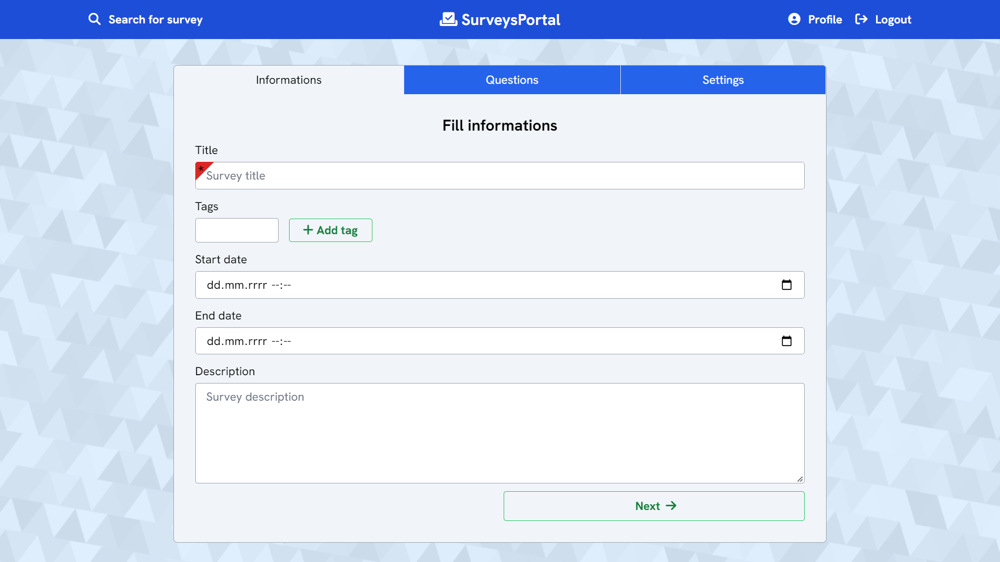 Search for survey
SurveysPortal
Profile
Logout
Informations
Questions
Settings
Fill informations
Title
*
Survey title
Tags
+ Add tag
Start date
dd.mm.rrrr --:--
End date
dd.mm.rrrr --:--
Description
Survey description
Next →